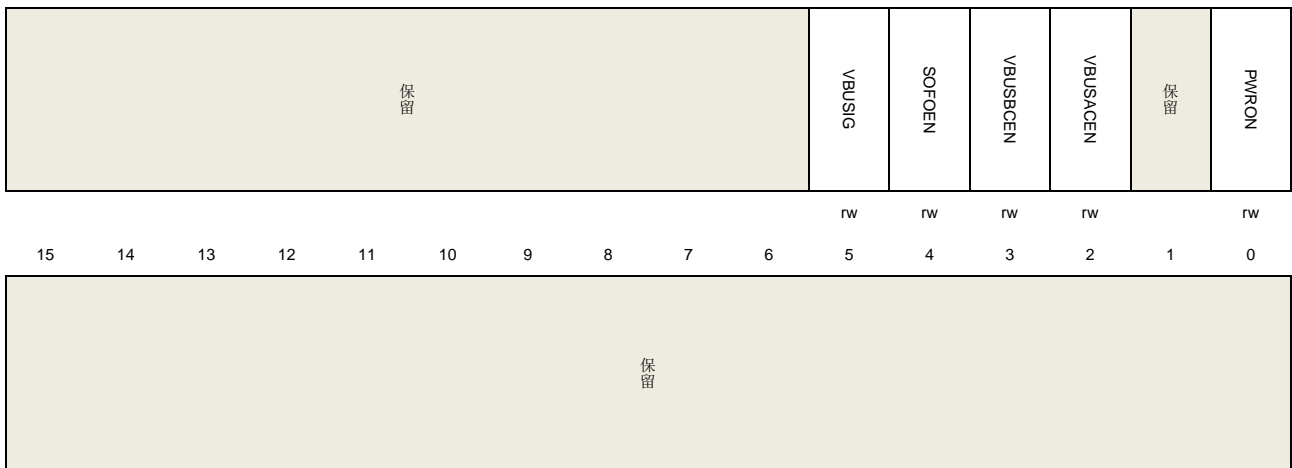 保留 VBUSIG SOFOEN VBUSBCEN VBUSACEN 保留 PWRON
rw rw rw rw rw
15 14 13 12 11 10 9 8 7 6 5 4 3 2 1 0
保留